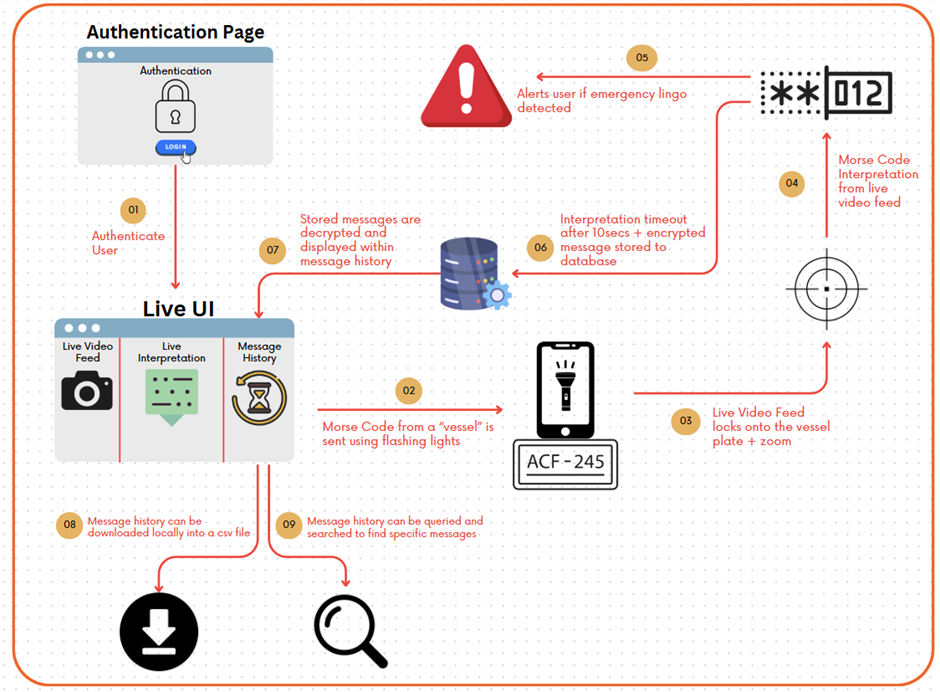 Authentication Page
Authentication
LOGIN
01
Authenticate
User
05
Alerts user if emergency lingo
detected
**012
04
Morse Code
Interpretation
from live
video feed
07
Stored messages are
decrypted and
displayed within
message history
06
Interpretation timeout
after 10secs + encrypted
message stored to
database
Live UI
Live Video
Feed
Live
Interpretation
Message
History
02
Morse Code from a “vessel” is
sent using flashing lights
ACF-245
03
Live Video Feed
locks onto the vessel
plate + zoom
08
Message history can be
downloaded locally into a csv file
09
Message history can be queried and
searched to find specific messages